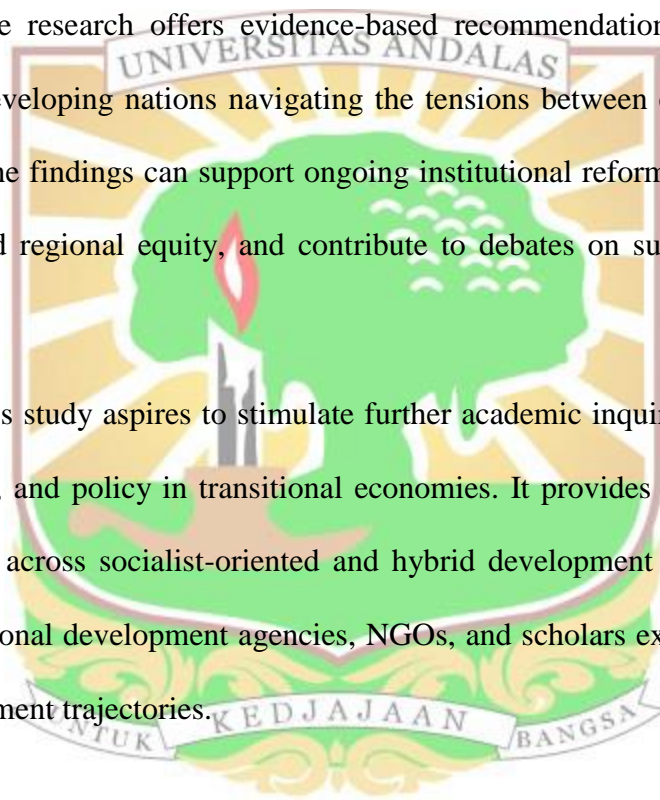 e research offers evidence-based recommendation
UNIVERSITAS ANDALAS
veloping nations navigating the tensions between
ne findings can support ongoing institutional reform
d regional equity, and contribute to debates on su
s study aspires to stimulate further academic inqui
, and policy in transitional economies. It provides
across socialist-oriented and hybrid development
onal development agencies, NGOs, and scholars ex
ment trajectories.
NTUK KEDJAJAAN BANGSA